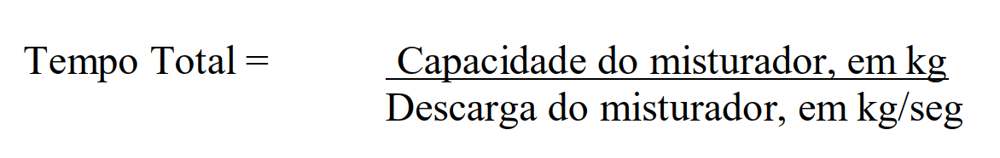 Tempo Total = Capacidade do misturador, em kg
Descarga do misturador, em kg/seg